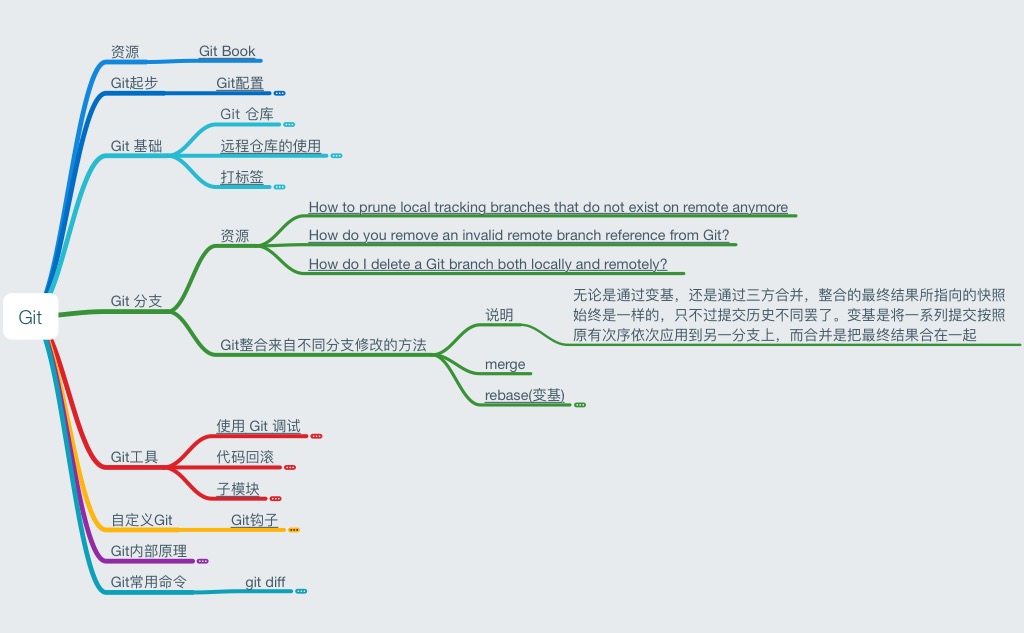 资源
Git Book
Git起步
Git配置
Git 仓库
Git 基础
远程仓库的使用
打标签
How to prune local tracking branches that do not exist on remote anymore
资源
How do you remove an invalid remote branch reference from Git?
How do I delete a Git branch both locally and remotely?
Git 分支
无论是通过变基，还是通过三方合并，整合的最终结果所指向的快照
说明
始终是一样的，只不过提交历史不同罢了。变基是将一系列提交按照
原有次序依次应用到另一分支上，而合并是把最终结果合在一起
Git
Git整合来自不同分支修改的方法
merge
rebase(变基)
使用 Git 调试
Git工具
代码回滚
子模块
自定义Git
Git钩子
Git内部原理
Git常用命令
git diff